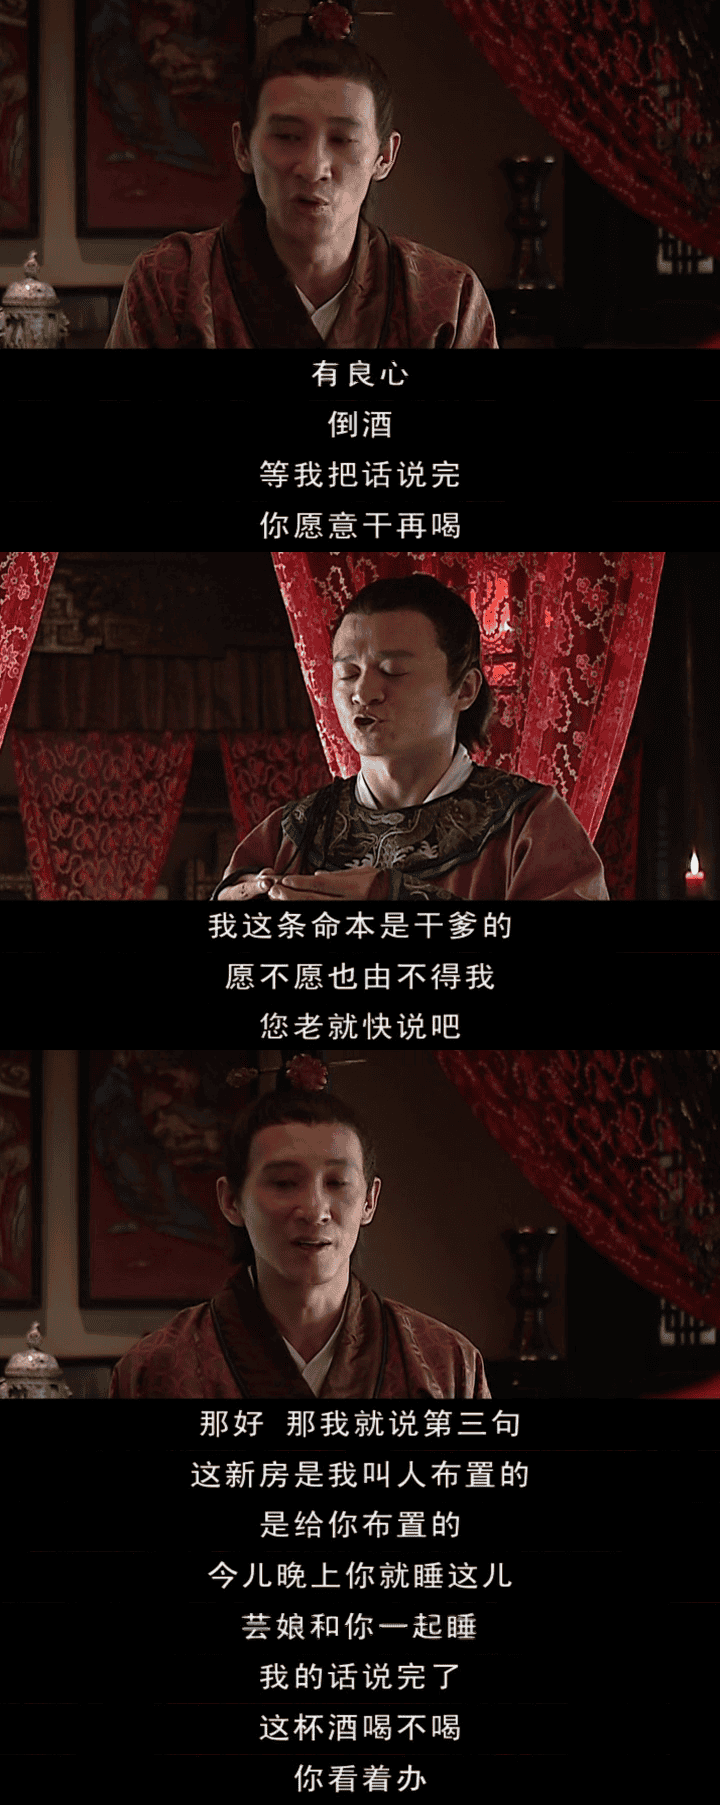 有良心
倒酒
等我把话说完
你愿意干再喝
我这条命本是干爹的
愿不愿也由不得我
您老就快说吧
那好 那我就说第三句
这新房是我叫人布置的
是给你布置的
今儿晚上你就睡这儿
芸娘和你一起睡
我的话说完了
这杯酒喝不喝
你看着办